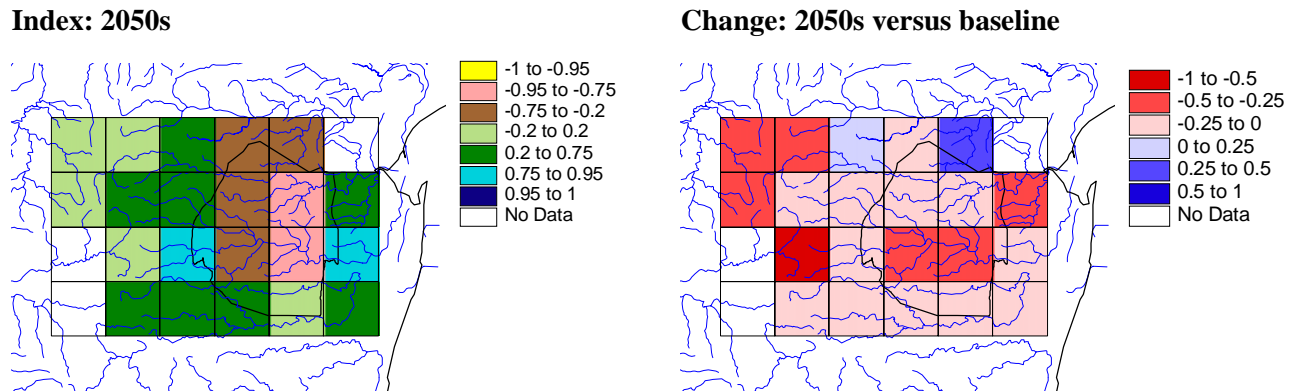 Index: 2050s
-1 to -0.95
-0.95 to -0.75
-0.75 to -0.2
-0.2 to 0.2
0.2 to 0.75
0.75 to 0.95
0.95 to 1
No Data
Change: 2050s versus baseline
-1 to -0.5
-0.5 to -0.25
-0.25 to 0
0 to 0.25
0.25 to 0.5
0.5 to 1
No Data